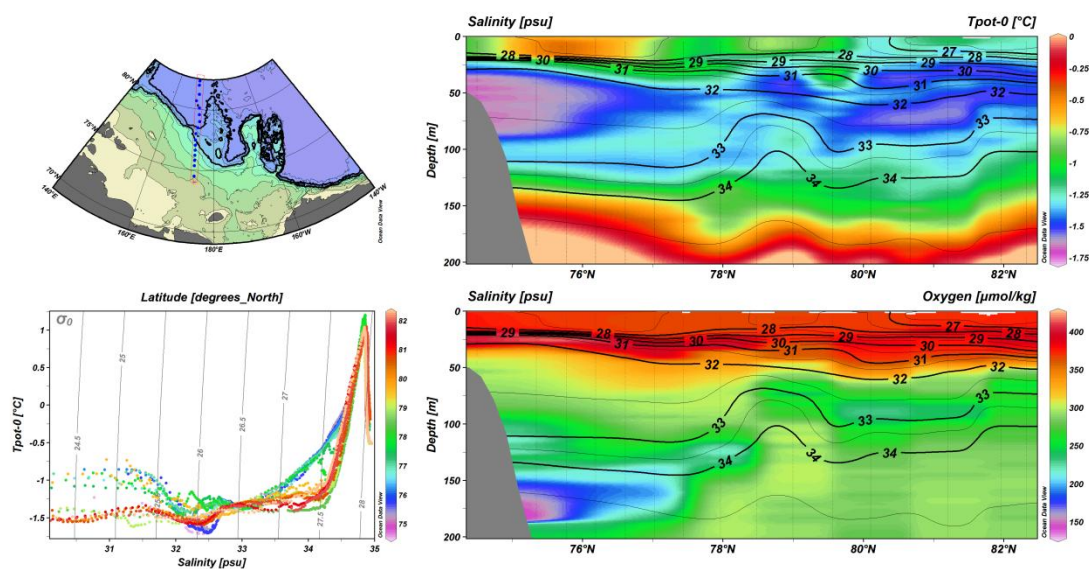 80°N
75°N
70°N
140°E
160°E
180°E
160°W
140°W
Ocean Data View
Salinity [psu] Tpot-0 [°C]
0
50
100
150
200
Depth [m]
28 30 31 32 33 34
28 29 30 31 32 33 34
27 28 29 30 31 32 33 34
76°N 78°N 80°N 82°N
0
-0.25
-0.5
-0.75
-1
-1.25
-1.5
-1.75
Ocean Data View
Latitude [degrees_North]
σ0
1
0.5
0
-0.5
-1
-1.5
Tpot-0 [°C]
24.5 25 26 26.5 27 27.5 28
31 32 33 34 35
Salinity [psu]
82
81
80
79
78
77
76
75
Ocean Data View
Salinity [psu] Oxygen [µmol/kg]
0
50
100
150
200
Depth [m]
29 28 31 32 33 34
28 29 30 31 32 33 34
27 28 29 30 31 32 33 34
76°N 78°N 80°N 82°N
400
350
300
250
200
150
Ocean Data View